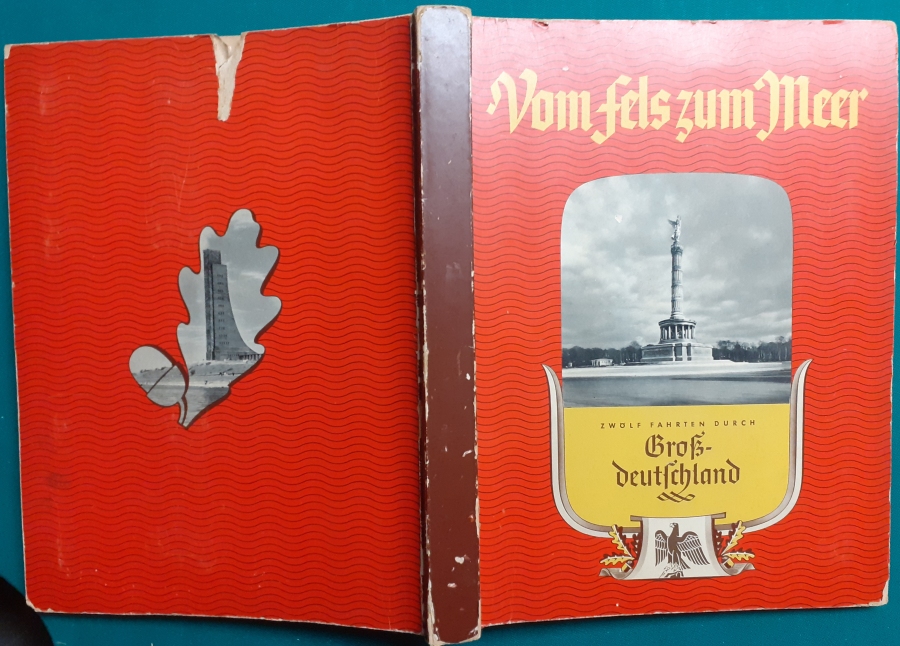 Vom Fels zum Meer
ZWÖLF FAHRTEN DURCH
Groß-
deutschland